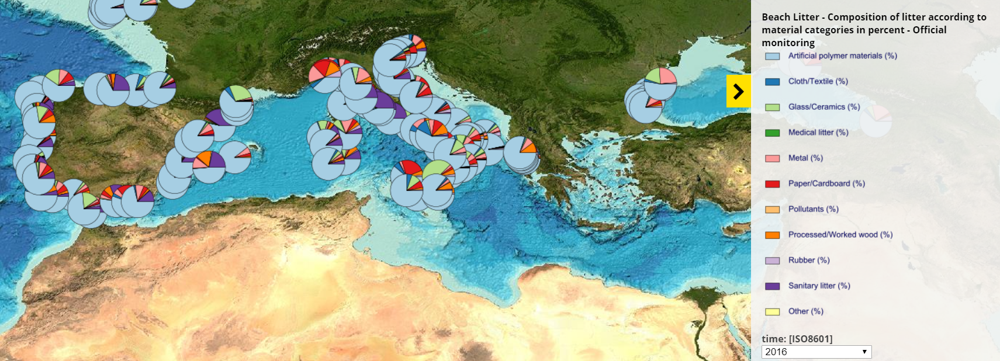 Beach Litter - Composition of litter according to
material categories in percent - Official
monitoring
Artificial polymer materials (%)
Cloth/Textile (%)
Glass/Ceramics (%)
Medical litter (%)
Metal (%)
Paper/Cardboard (%)
Pollutants (%)
Processed/Worked wood (%)
Rubber (%)
Sanitary litter (%)
Other (%)
time: [ISO8601]
2016